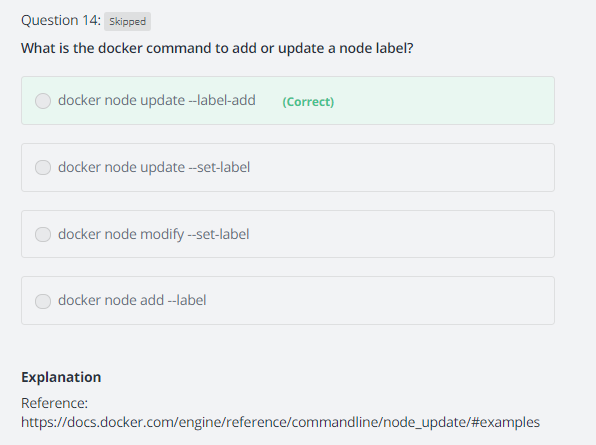 Question 14: Skipped
What is the docker command to add or update a node label?
docker node update --label-add (Correct)
docker node update --set-label
docker node modify --set-label
docker node add --label
Explanation
Reference:
https://docs.docker.com/engine/reference/commandline/node_update/#examples